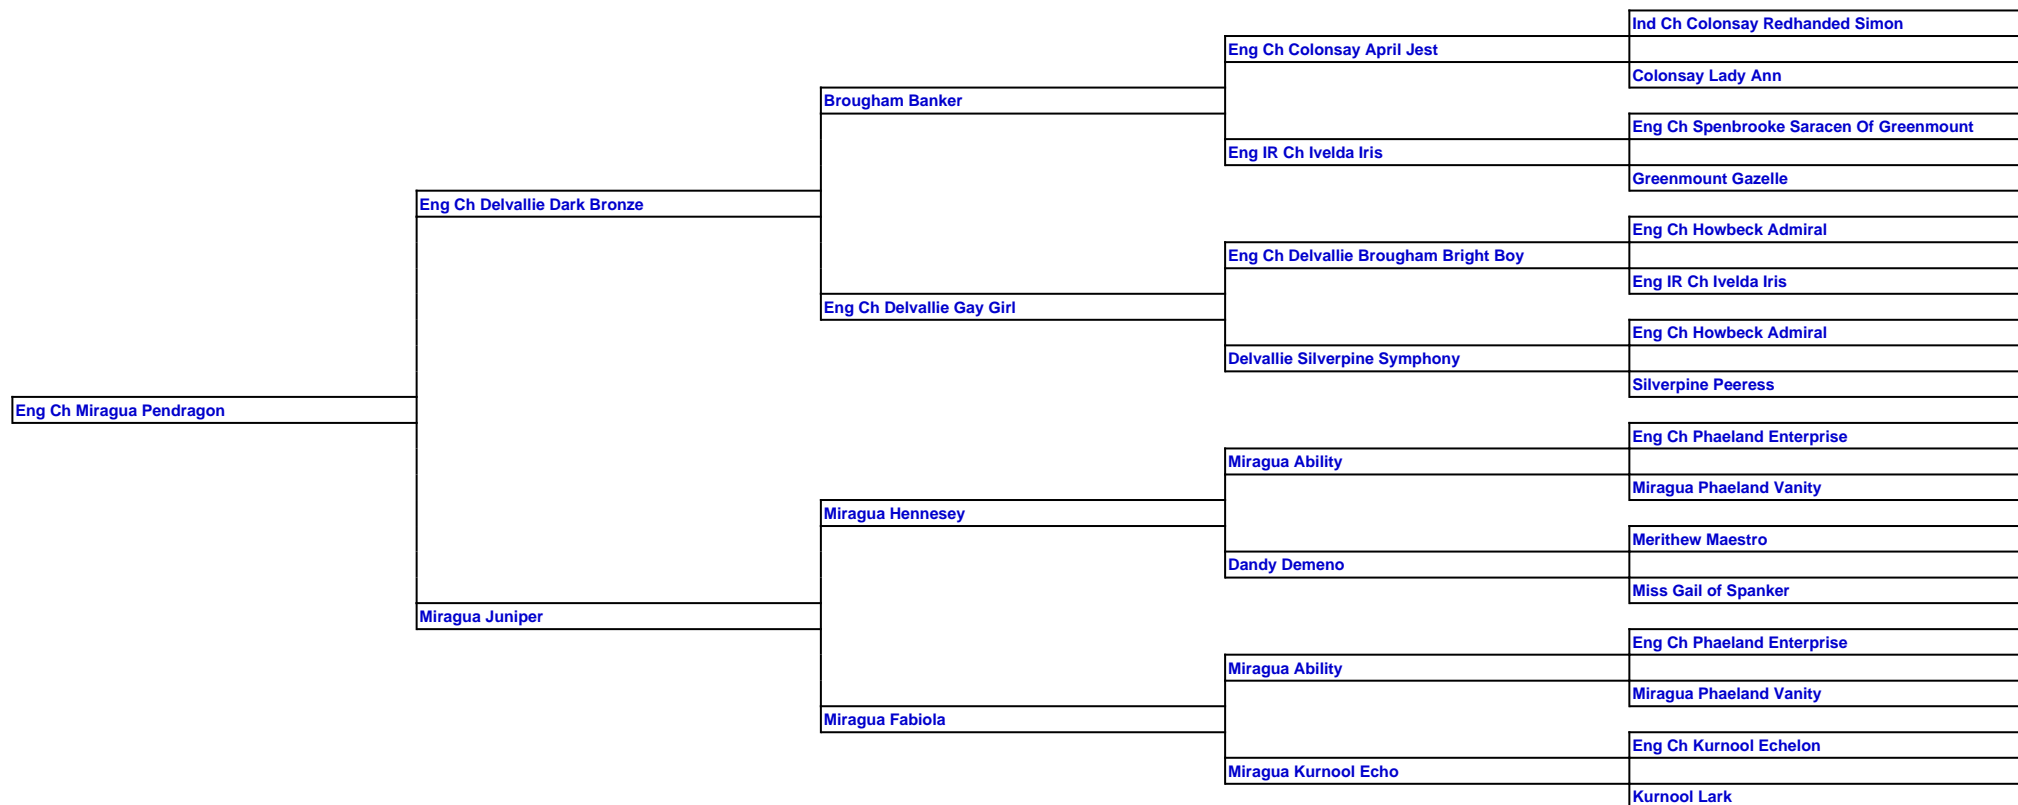 Ind Ch Colonsay Redhanded Simon
Eng Ch Colonsay April Jest
Colonsay Lady Ann
Brougham Banker
Eng Ch Spenbrooke Saracen Of Greenmount
Eng IR Ch Ivelda Iris
Greenmount Gazelle
Eng Ch Delvallie Dark Bronze
Eng Ch Howbeck Admiral
Eng Ch Delvallie Brougham Bright Boy
Eng IR Ch Ivelda Iris
Eng Ch Delvallie Gay Girl
Eng Ch Howbeck Admiral
Delvallie Silverpine Symphony
Silverpine Peeress
Eng Ch Miragua Pendragon
Eng Ch Phaeland Enterprise
Miragua Ability
Miragua Phaeland Vanity
Miragua Hennesey
Merithew Maestro
Dandy Demeno
Miss Gail of Spanker
Miragua Juniper
Eng Ch Phaeland Enterprise
Miragua Ability
Miragua Phaeland Vanity
Miragua Fabiola
Eng Ch Kurnool Echelon
Miragua Kurnool Echo
Kurnool Lark